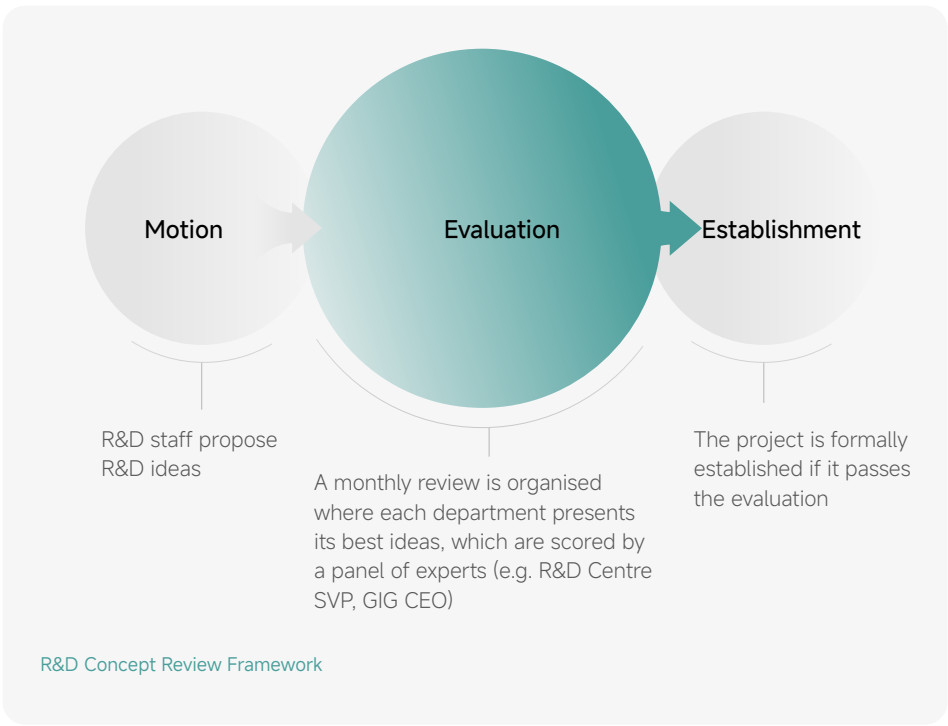 Motion
Evaluation
Establishment
R&D staff propose
R&D ideas
A monthly review is organised
where each department presents
its best ideas, which are scored by
a panel of experts (e.g. R&D Centre
SVP, GIG CEO)
The project is formally
established if it passes
the evaluation
R&D Concept Review Framework